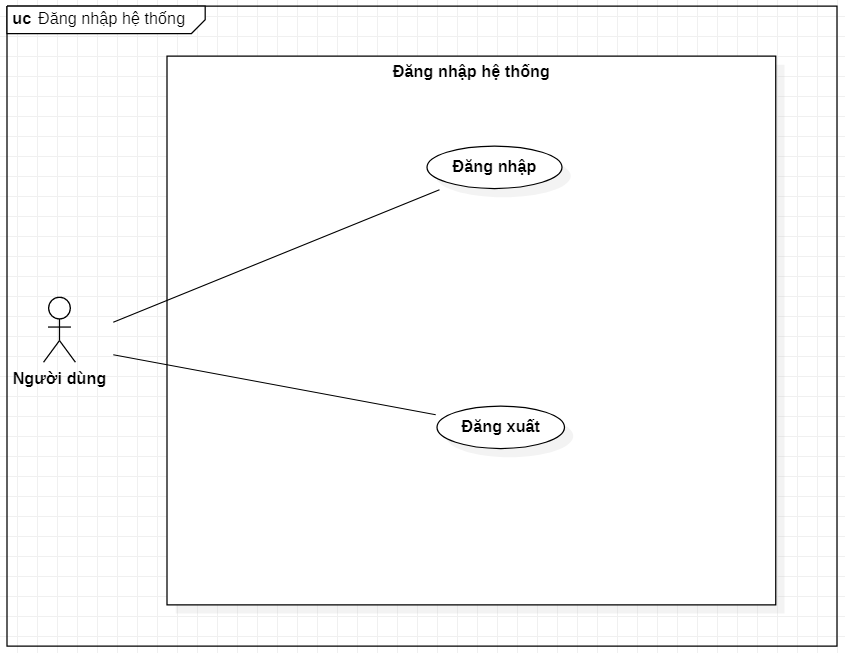 uc Đăng nhập hệ thống
Đăng nhập hệ thống
Đăng nhập
Người dùng
Đăng xuất